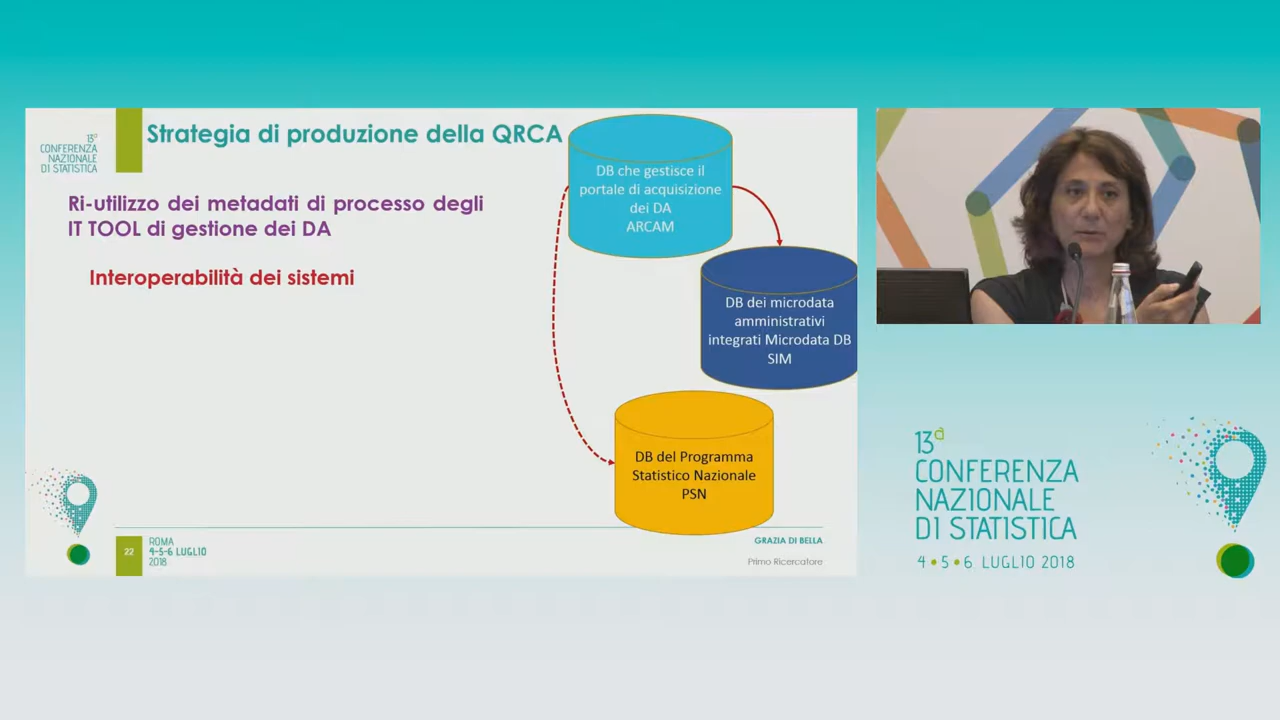 13ª
CONFERENZA
NAZIONALE
DI STATISTICA
Strategia di produzione della QRCA
Ri-utilizzo dei metadati di processo degli
IT TOOL di gestione dei DA
Interoperabilità dei sistemi
DB che gestisce il
portale di acquisizione
dei DA
ARCAM
DB dei microdata
amministrativi
integrati Microdata DB
SIM
DB del Programma
Statistico Nazionale
PSN
22
ROMA
4-5-6 LUGLIO
2018
GRAZIA DI BELLA
Primo Ricercatore
13ª
CONFERENZA
NAZIONALE
DI STATISTICA
4 • 5 • 6 LUGLIO 2018